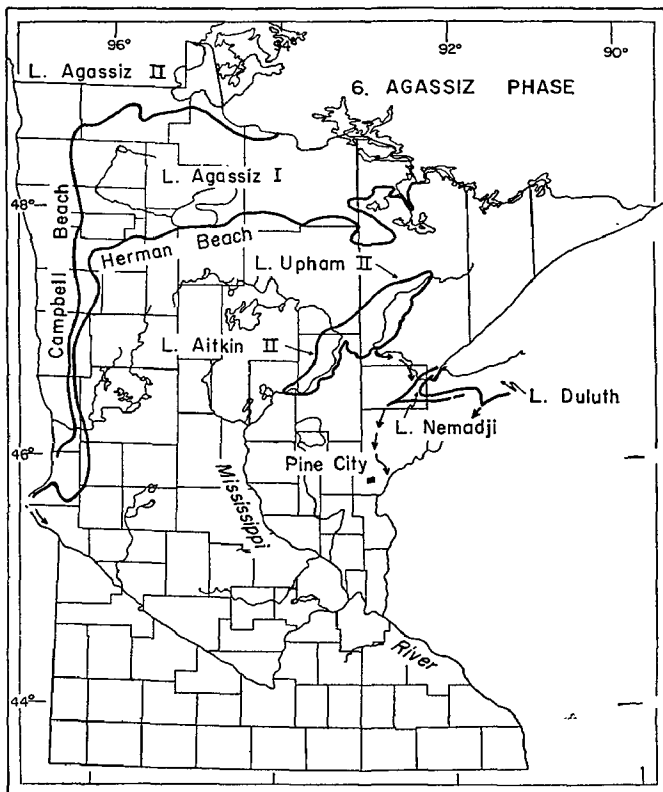 96° 94° 92° 90°
L. Agassiz II
6. AGASSIZ PHASE
L. Agassiz I
48°
Campbell Beach
Herman Beach
L. Upham II
L. Aitkin II
L. Duluth
L. Nemadji
46°
Pine City
Mississippi
River
44°